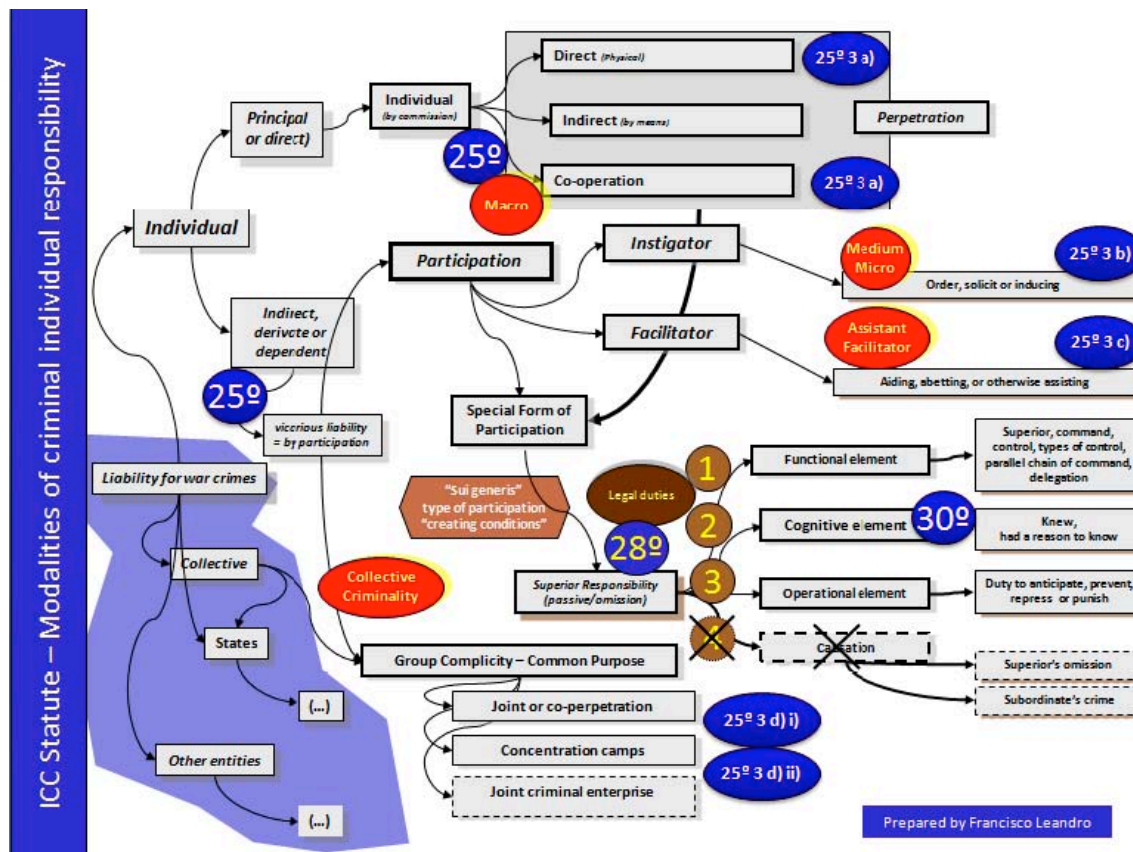 ICC Statute – Modalities of criminal individual responsibility
Direct (Physical)
25º 3 a)
Individual
(by commission)
Principal
or direct)
Indirect (by means)
Perpetration
25º
Co-operation
25º 3 a)
Macro
Individual
Instigator
Medium
Micro
25º 3 b)
Participation
Order, solicit or inducing
Indirect,
derivate or
dependent
Facilitator
Assistant
Facilitator
25º 3 c)
25º
Aiding, abetting, or otherwise assisting
viccrious liability
= by participation
Special Form of
Participation
Liability for war crimes
1
Functional element
Superior, command,
control, types of control,
parallel chain of command,
delegation
"Sui generis"
type of participation
"creating conditions"
Legal duties
2
Cognitive element
30º
Knew,
had a reason to know
28º
Collective
Collective
Criminality
Superior Responsibility
(passive/omission)
3
Operational element
Duty to anticipate, prevent,
repress or punish
States
4
Causation
Group Complicity – Common Purpose
Superior's omission
(...)
Joint or co-perpetration
25º 3 d) i)
Subordinate's crime
Other entities
Concentration camps
25º 3 d) ii)
Joint criminal enterprise
(...)
Prepared by Francisco Leandro